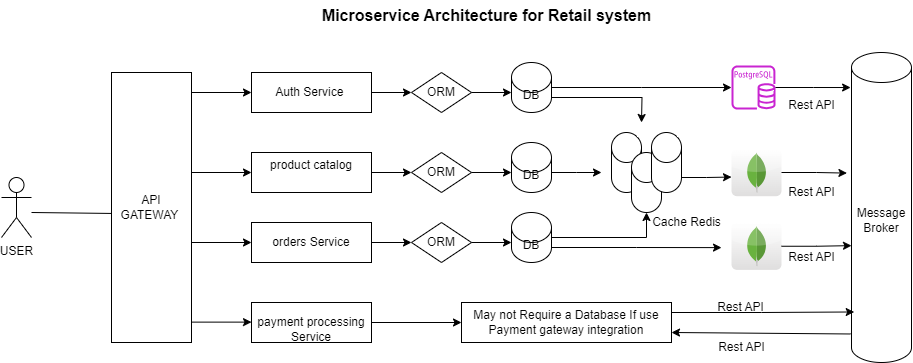 Microservice Architecture for Retail system
Auth Service
ORM
DB
PostgreSQL
Rest API
product catalog
ORM
DB
Rest API
API
GATEWAY
USER
Cache Redis
Message
Broker
orders Service
ORM
DB
Rest API
payment processing
Service
May not Require a Database If use
Payment gateway integration
Rest API
Rest API